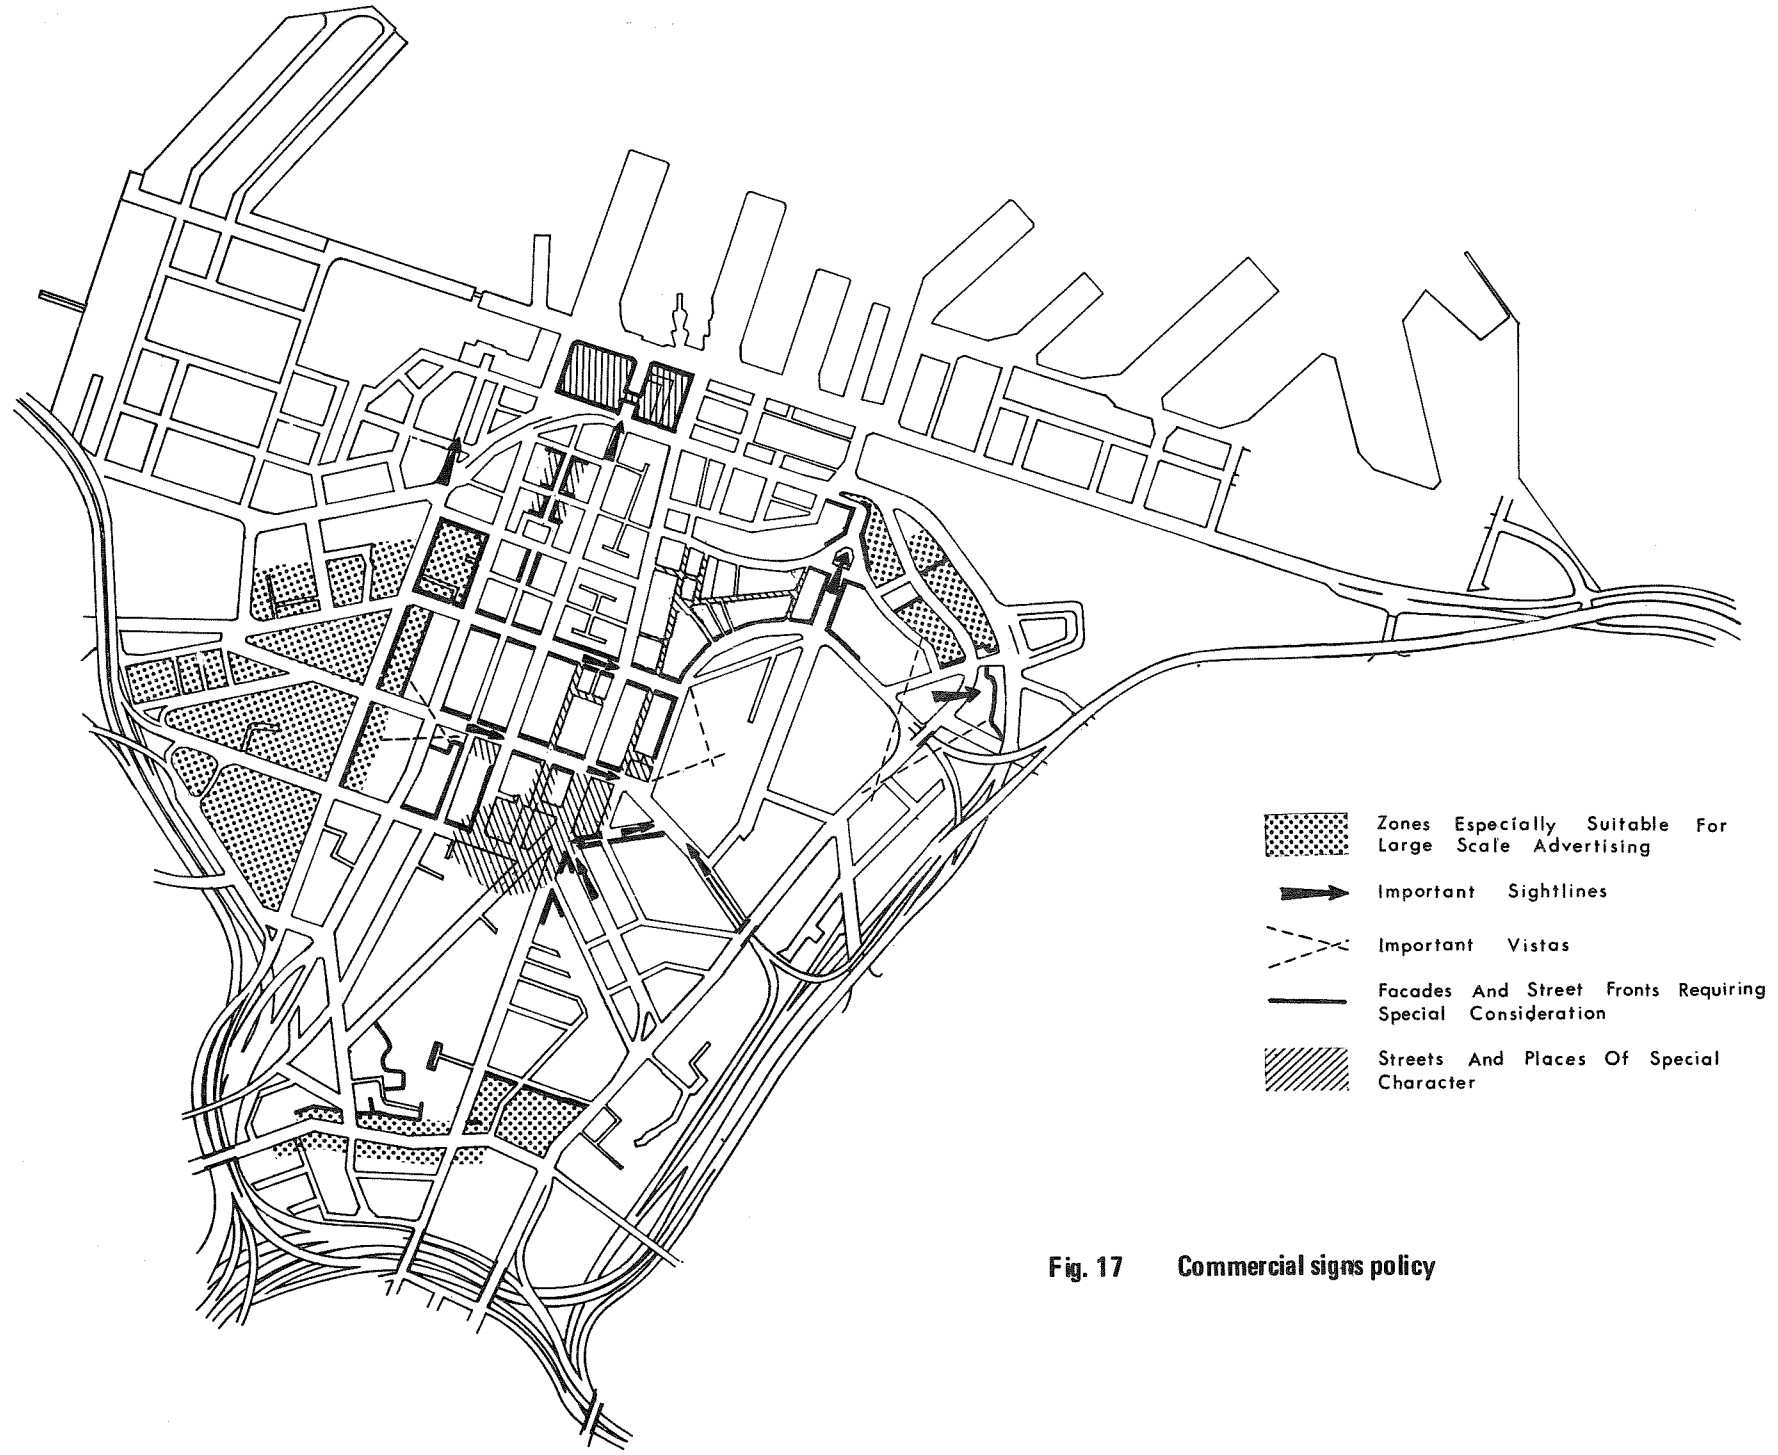 Zones Especially Suitable For
Large Scale Advertising
Important Sightlines
Important Vistas
Facades And Street Fronts Requiring
Special Consideration
Streets And Places Of Special
Character
Fig. 17 Commercial signs policy